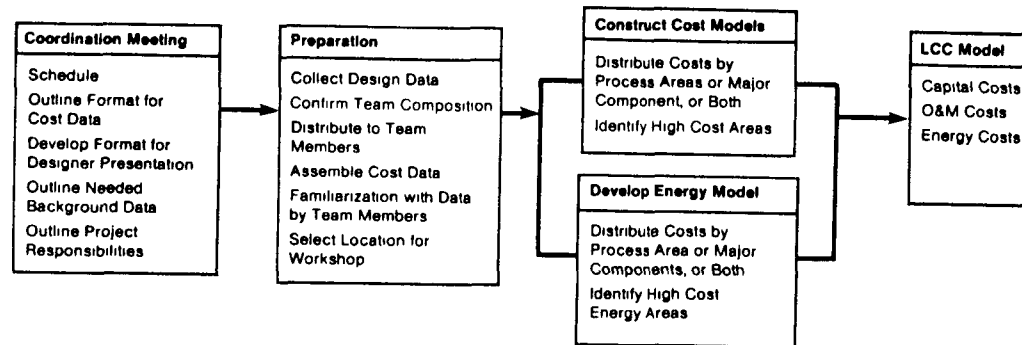 Coordination Meeting
Schedule
Outline Format for
Cost Data
Develop Format for
Designer Presentation
Outline Needed
Background Data
Outline Project
Responsibilities
Preparation
Collect Design Data
Confirm Team Composition
Distribute to Team
Members
Assemble Cost Data
Familiarization with Data
by Team Members
Select Location for
Workshop
Construct Cost Models
Distribute Costs by
Process Areas or Major
Component, or Both
Identify High Cost Areas
Develop Energy Model
Distribute Costs by
Process Area or Major
Components, or Both
Identify High Cost
Energy Areas
LCC Model
Capital Costs
O&M Costs
Energy Costs